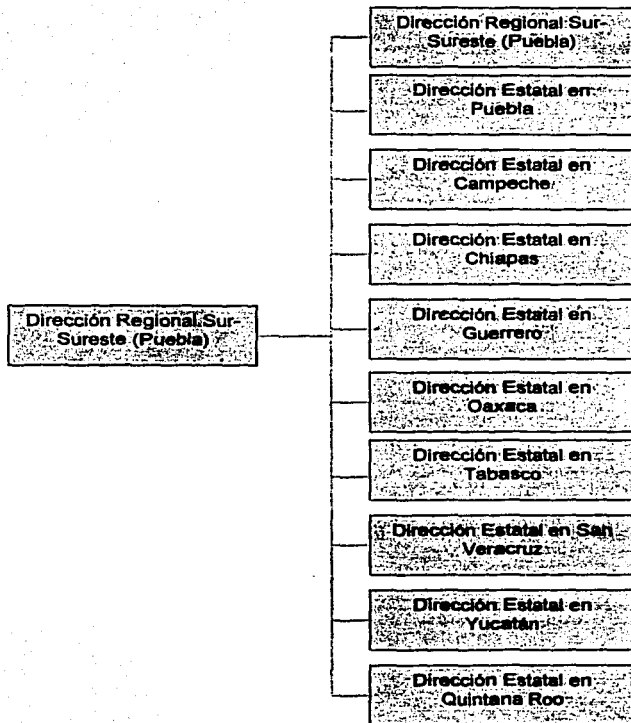 Dirección Regional Sur-
Sureste (Puebla)
Dirección Regional Sur-
Sureste (Puebla)
Dirección Estatal en
Puebla
Dirección Estatal en
Campeche
Dirección Estatal en
Chiapas
Dirección Estatal en
Guerrero
Dirección Estatal en
Oaxaca
Dirección Estatal en
Tabasco
Dirección Estatal en San
Veracruz
Dirección Estatal en
Yucatán
Dirección Estatal en
Quintana Roo